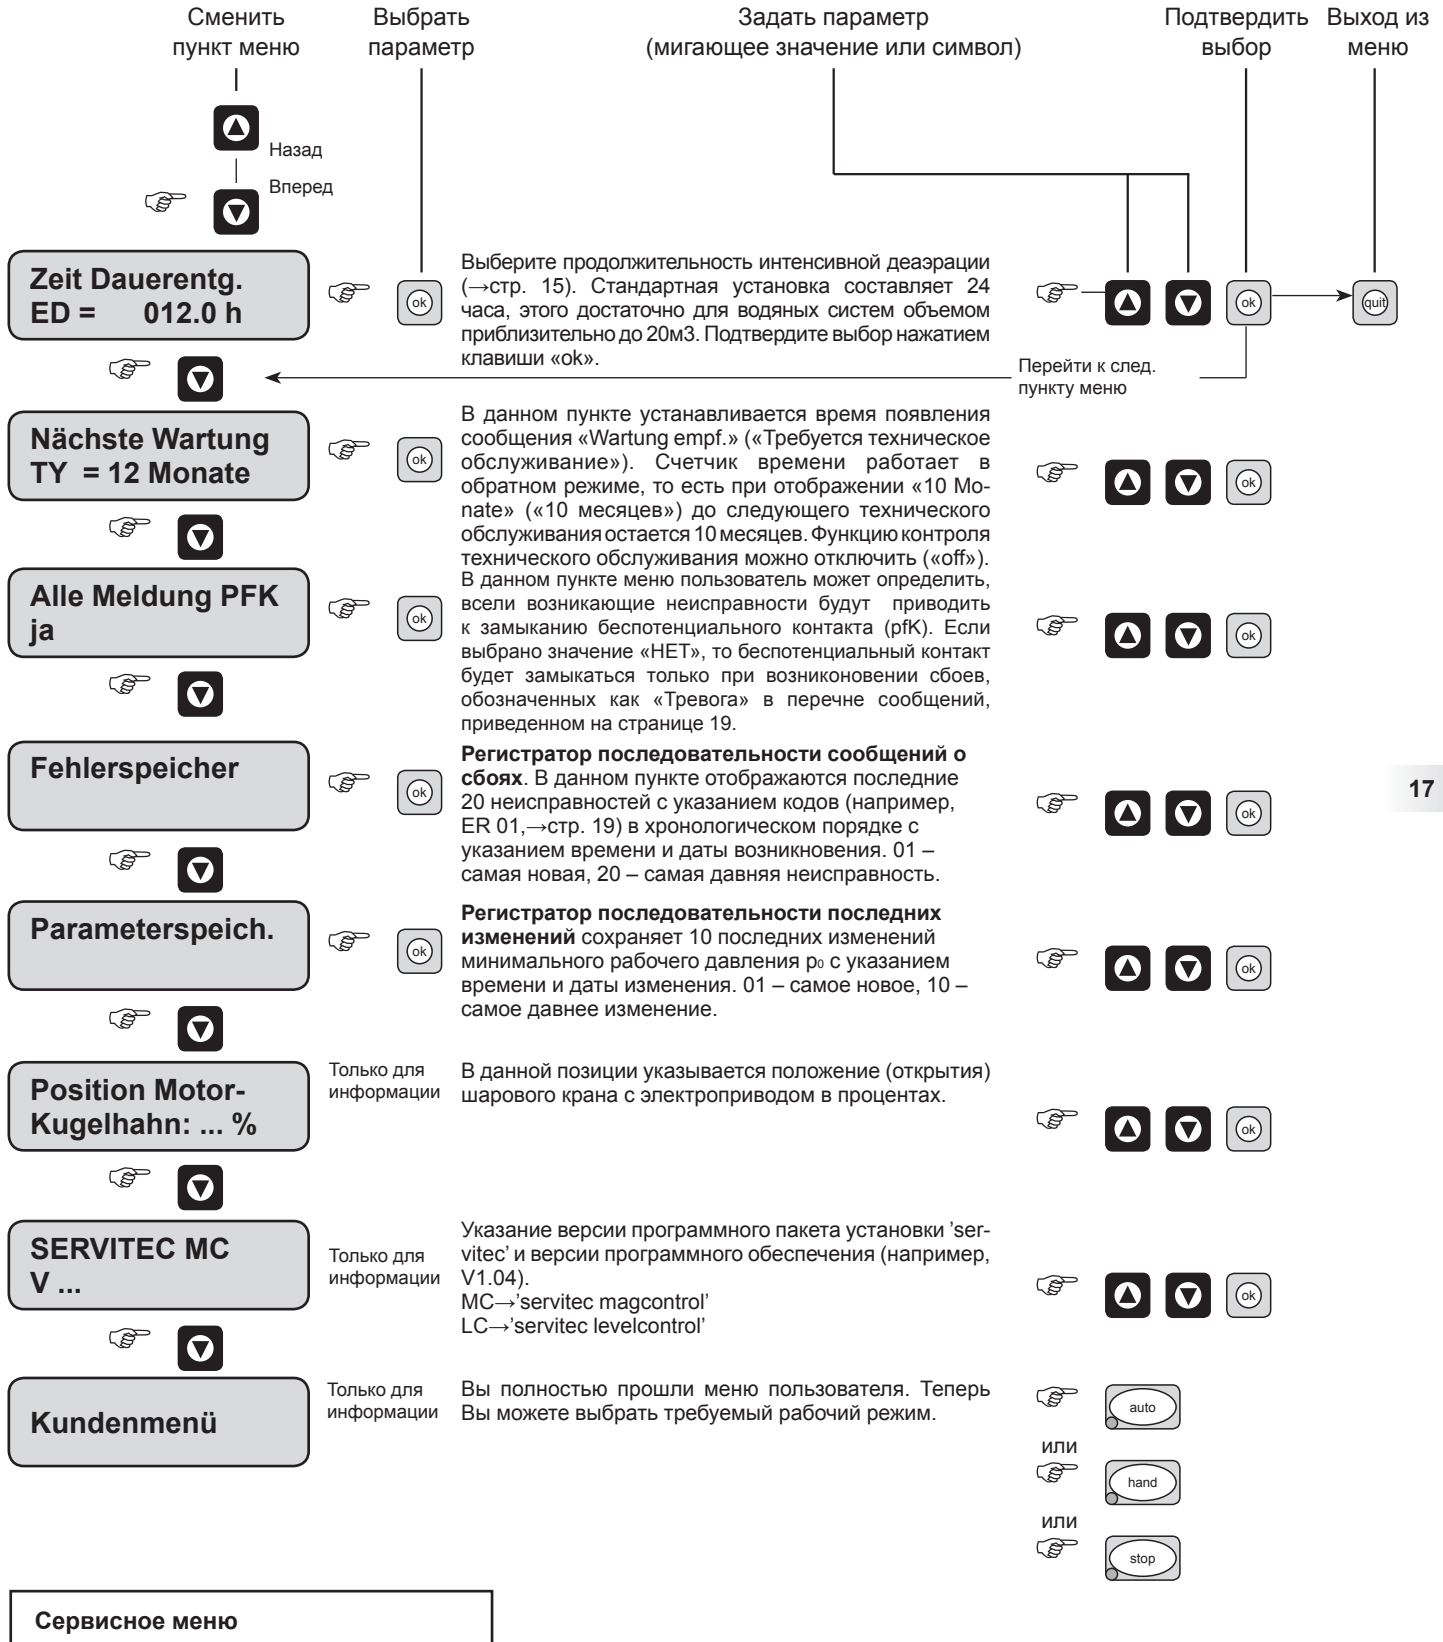 Сменить
пункт меню
Выбрать
параметр
Задать параметр
(мигающее значение или символ)
Подтвердить
выбор
Выход из
меню
Назад
Вперед
Zeit Dauerentg.
ED = 012.0 h
ok
Выберите продолжительность интенсивной деаэрации
(→стр. 15). Стандартная установка составляет 24
часа, этого достаточно для водяных систем объемом
приблизительно до 20м3. Подтвердите выбор нажатием
клавиши «ok».
ok
quit
Перейти к след.
пункту меню
Nächste Wartung
TY = 12 Monate
ok
В данном пункте устанавливается время появления
сообщения «Wartung empf.» («Требуется техническое
обслуживание»). Счетчик времени работает в
обратном режиме, то есть при отображении «10 Mo-
nate» («10 месяцев») до следующего технического
обслуживания остается 10 месяцев. Функцию контроля
технического обслуживания можно отключить («off»).
ok
Alle Meldung PFK
ja
ok
В данном пункте меню пользователь может определить,
всели возникающие неисправности будут приводить
к замыканию беспотенциального контакта (pfK). Если
выбрано значение «НЕТ», то беспотенциальный контакт
будет замыкаться только при возниконовении сбоев,
обозначенных как «Тревога» в перечне сообщений,
приведенном на странице 19.
ok
Fehlerspeicher
ok
Регистратор последовательности сообщений о
сбоях. В данном пункте отображаются последние
20 неисправностей с указанием кодов (например,
ER 01,→стр. 19) в хронологическом порядке с
указанием времени и даты возникновения. 01 –
самая новая, 20 – самая давняя неисправность.
ok
17
Parameterspeich.
ok
Регистратор последовательности последних
изменений сохраняет 10 последних изменений
минимального рабочего давления p0 с указанием
времени и даты изменения. 01 – самое новое, 10 –
самое давнее изменение.
ok
Position Motor-
Kugelhahn: ... %
Только для
информации
В данной позиции указывается положение (открытия)
шарового крана с электроприводом в процентах.
ok
SERVITEC MC
V ...
Только для
информации
Указание версии программного пакета установки ’ser-
vitec’ и версии программного обеспечения (например,
V1.04).
MC→’servitec magcontrol’
LC→’servitec levelcontrol’
ok
Kundenmenü
Только для
информации
Вы полностью прошли меню пользователя. Теперь
Вы можете выбрать требуемый рабочий режим.
auto
или
hand
или
stop
Сервисное меню